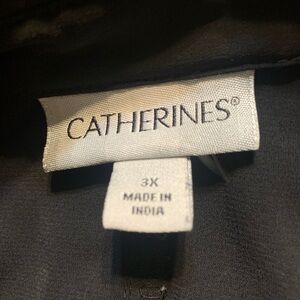 CATHERINES®
3X
MADE IN
INDIA